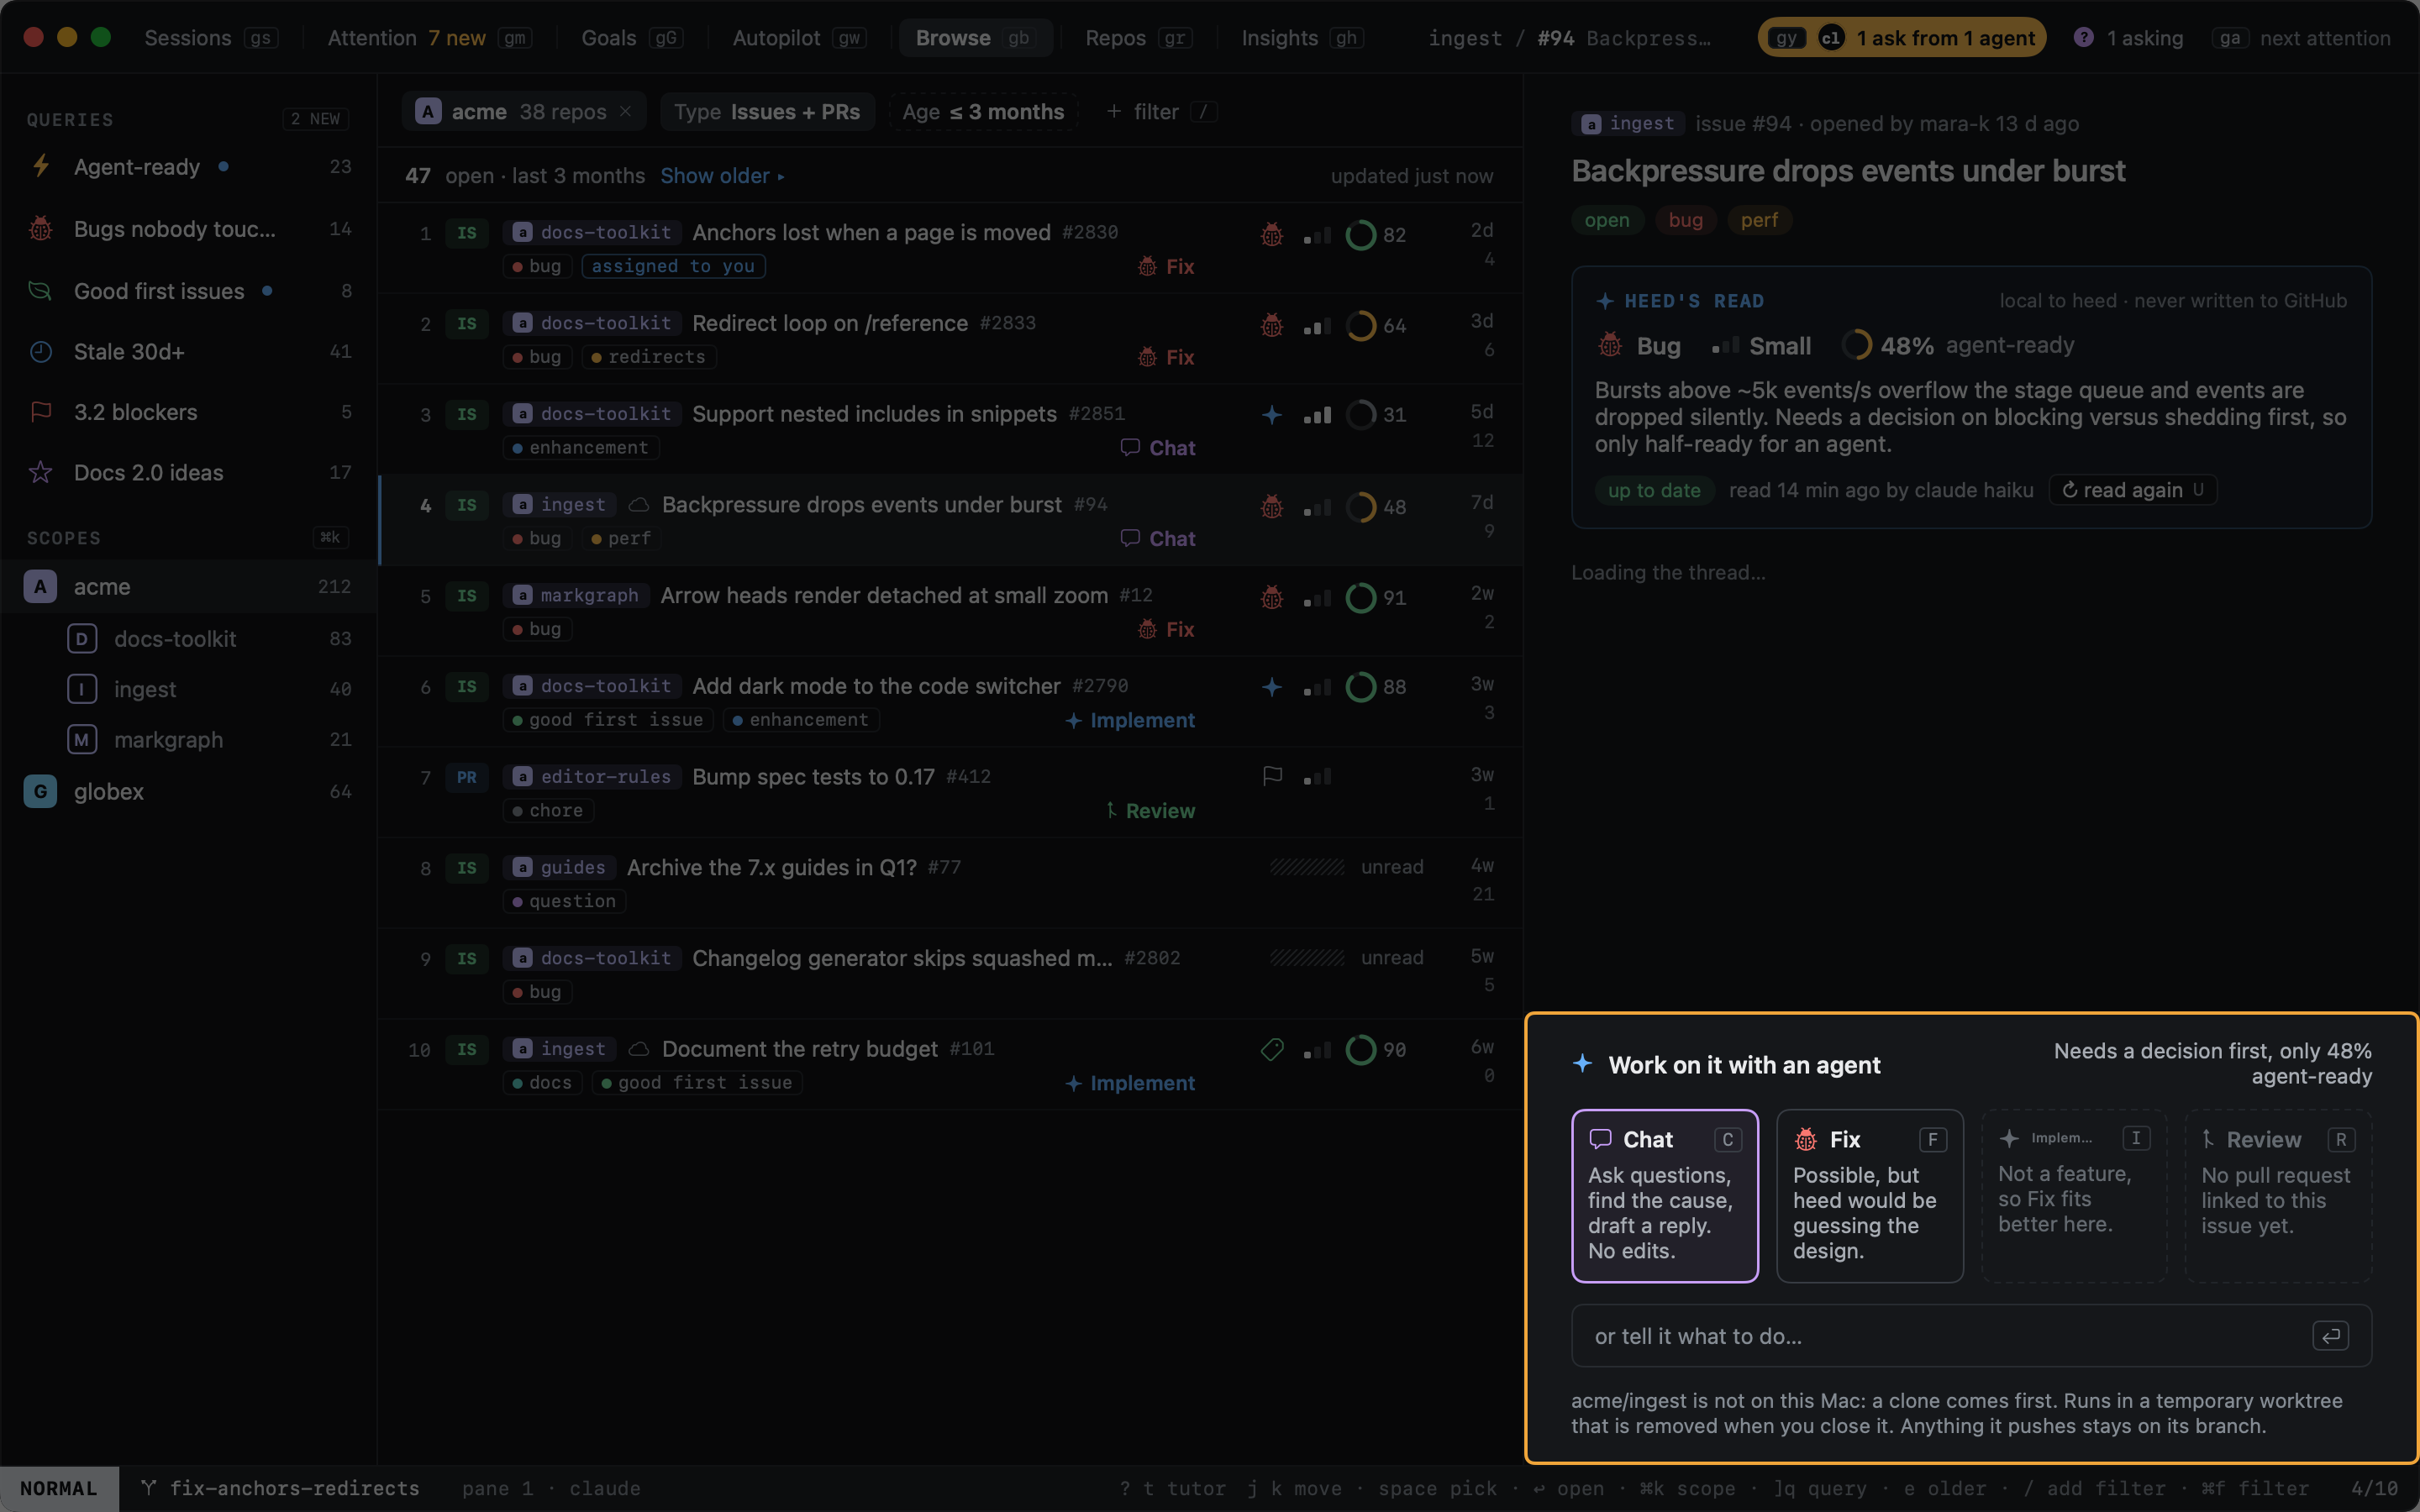 Sessions gs Attention 7 new gm Goals gG Autopilot gw Browse gb Repos gr Insights gh ingest / #94 Backpress… gy cl 1 ask from 1 agent ? 1 asking ga next attention
QUERIES 2 NEW
Agent-ready 23
Bugs nobody touc... 14
Good first issues 8
Stale 30d+ 41
3.2 blockers 5
Docs 2.0 ideas 17
SCOPES ⌘k
A acme 212
D docs-toolkit 83
I ingest 40
M markgraph 21
G globex 64
A acme 38 repos × Type Issues + PRs Age ≤ 3 months + filter /
47 open · last 3 months Show older ▸ updated just now
1 IS a docs-toolkit Anchors lost when a page is moved #2830 82 2d
bug assigned to you Fix 4
2 IS a docs-toolkit Redirect loop on /reference #2833 64 3d
bug redirects Fix 6
3 IS a docs-toolkit Support nested includes in snippets #2851 31 5d
enhancement Chat 12
4 IS a ingest Backpressure drops events under burst #94 48 7d
bug perf Chat 9
5 IS a markgraph Arrow heads render detached at small zoom #12 91 2w
bug Fix 2
6 IS a docs-toolkit Add dark mode to the code switcher #2790 88 3w
good first issue enhancement Implement 3
7 PR a editor-rules Bump spec tests to 0.17 #412 3w
chore Review 1
8 IS a guides Archive the 7.x guides in Q1? #77 unread 4w
question 21
9 IS a docs-toolkit Changelog generator skips squashed m... #2802 unread 5w
bug 5
10 IS a ingest Document the retry budget #101 90 6w
docs good first issue Implement 0
a ingest issue #94 · opened by mara-k 13 d ago
Backpressure drops events under burst
open bug perf
HEED'S READ local to heed · never written to GitHub
Bug Small 48% agent-ready
Bursts above ~5k events/s overflow the stage queue and events are
dropped silently. Needs a decision on blocking versus shedding first, so
only half-ready for an agent.
up to date read 14 min ago by claude haiku read again U
Loading the thread...
Work on it with an agent
Needs a decision first, only 48%
agent-ready
Chat C
Ask questions,
find the cause,
draft a reply.
No edits.
Fix F
Possible, but
heed would be
guessing the
design.
Implem... I
Not a feature,
so Fix fits
better here.
Review R
No pull request
linked to this
issue yet.
or tell it what to do...
acme/ingest is not on this Mac: a clone comes first. Runs in a temporary worktree
that is removed when you close it. Anything it pushes stays on its branch.
NORMAL fix-anchors-redirects pane 1 · claude ? t tutor j k move · space pick · ↩ open · ⌘k scope · ]q query · e older · / add filter · ⌘f filter 4/10